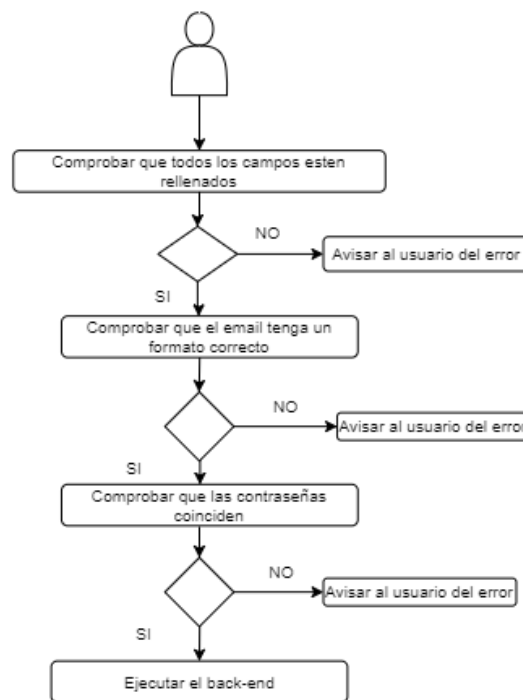 Comprobar que todos los campos esten
rellenados
NO
Avisar al usuario del error
SI
Comprobar que el email tenga un
formato correcto
NO
Avisar al usuario del error
SI
Comprobar que las contraseñas
coinciden
NO
Avisar al usuario del error
SI
Ejecutar el back-end